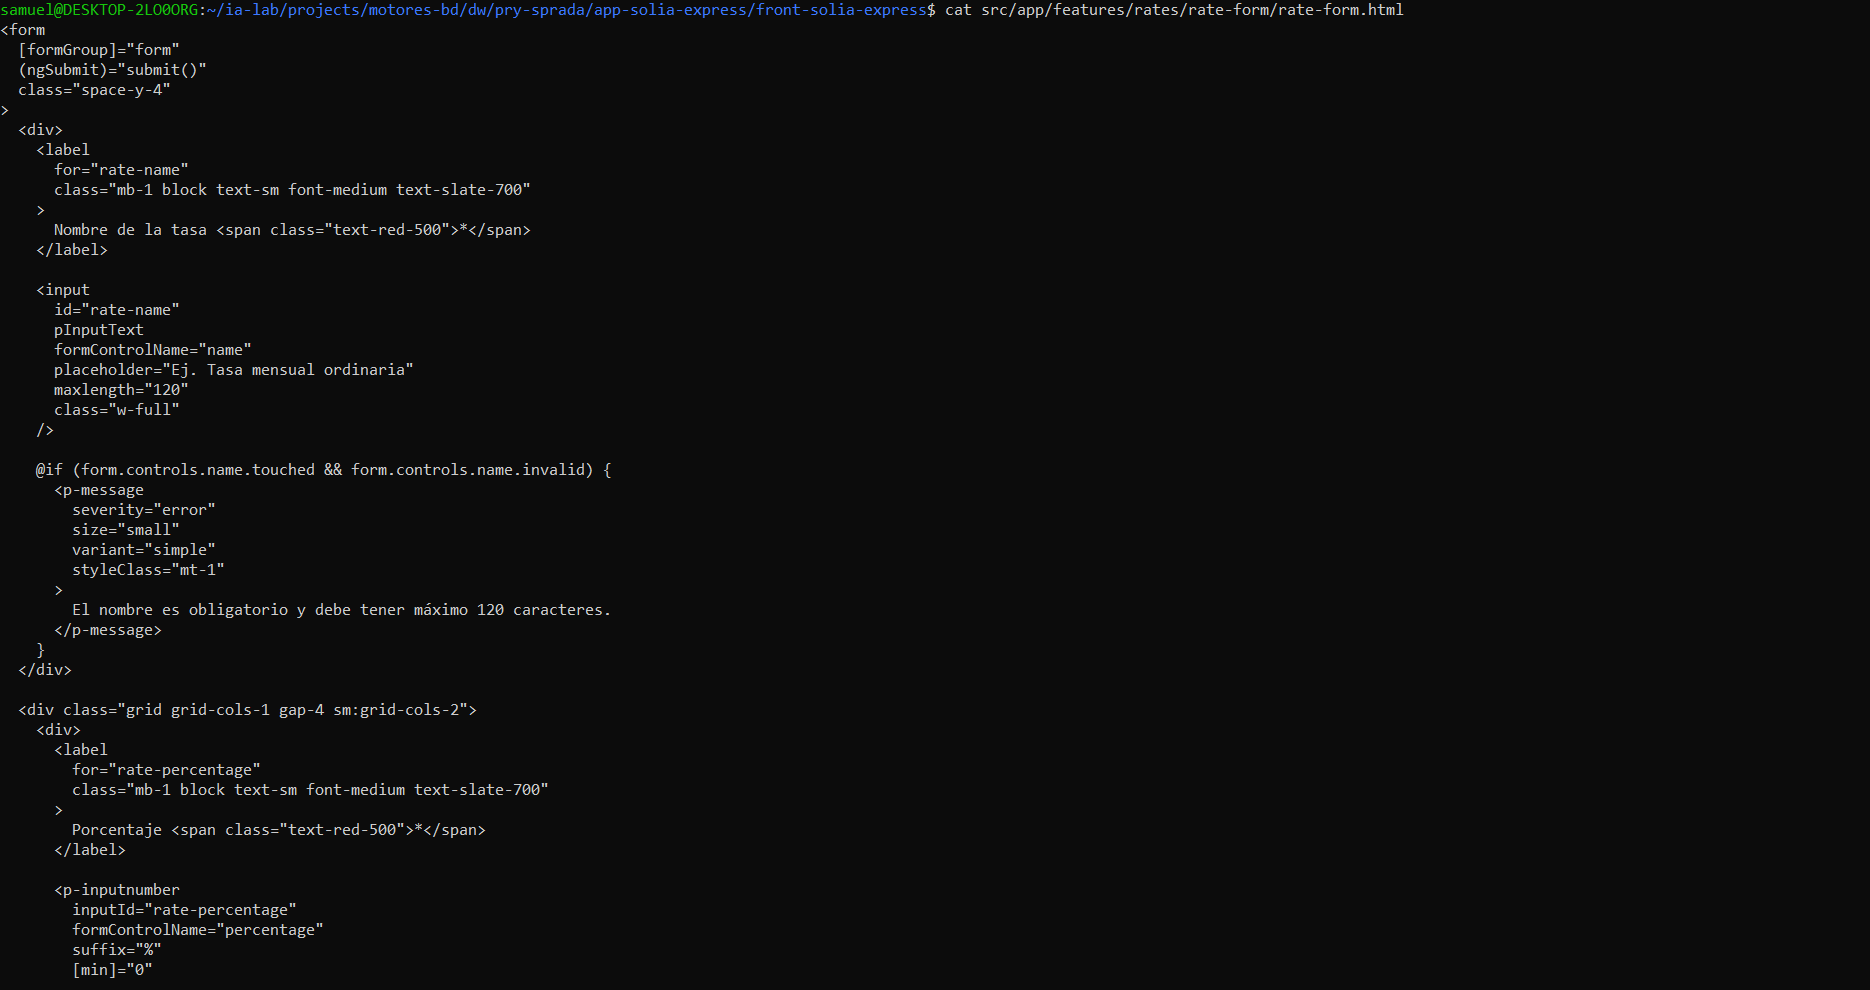 samuel@DESKTOP-2LO0ORG:~/ia-lab/projects/motores-bd/dw/pry-sprada/app-solia-express/front-solia-express$ cat src/app/features/rates/rate-form/rate-form.html
<form
  [formGroup]="form"
  (ngSubmit)="submit()"
  class="space-y-4"
>
  <div>
    <label
      for="rate-name"
      class="mb-1 block text-sm font-medium text-slate-700"
    >
      Nombre de la tasa <span class="text-red-500">*</span>
    </label>

    <input
      id="rate-name"
      pInputText
      formControlName="name"
      placeholder="Ej. Tasa mensual ordinaria"
      maxlength="120"
      class="w-full"
    />

    @if (form.controls.name.touched && form.controls.name.invalid) {
      <p-message
        severity="error"
        size="small"
        variant="simple"
        styleClass="mt-1"
      >
        El nombre es obligatorio y debe tener máximo 120 caracteres.
      </p-message>
    }
  </div>

  <div class="grid grid-cols-1 gap-4 sm:grid-cols-2">
    <div>
      <label
        for="rate-percentage"
        class="mb-1 block text-sm font-medium text-slate-700"
      >
        Porcentaje <span class="text-red-500">*</span>
      </label>

      <p-inputnumber
        inputId="rate-percentage"
        formControlName="percentage"
        suffix="%"
        [min]="0"